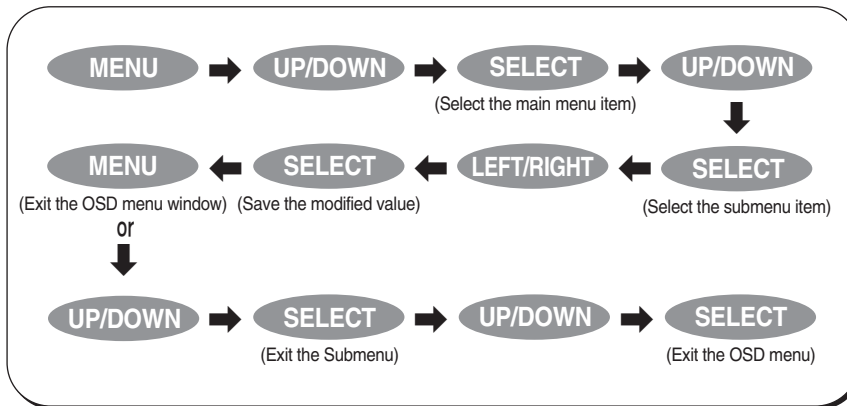 MENU UP/DOWN SELECT UP/DOWN
(Select the main menu item)
MENU SELECT LEFT/RIGHT SELECT
(Exit the OSD menu window) (Save the modified value) (Select the submenu item)
or
UP/DOWN SELECT UP/DOWN SELECT
(Exit the Submenu) (Exit the OSD menu)